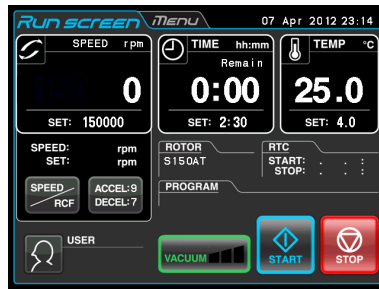 Run screen MENU 07 Apr 2012 23:14
SPEED rpm
0
SET: 150000
TIME hh:mm
Remain
0:00
SET: 2:30
TEMP °C
25.0
SET: 4.0
SPEED: rpm
SET: rpm
SPEED
RCF
ACCEL:9
DECEL:7
ROTOR
S150AT
RTC
START: . . :
STOP: . . :
PROGRAM
USER
VACUUM
START
STOP